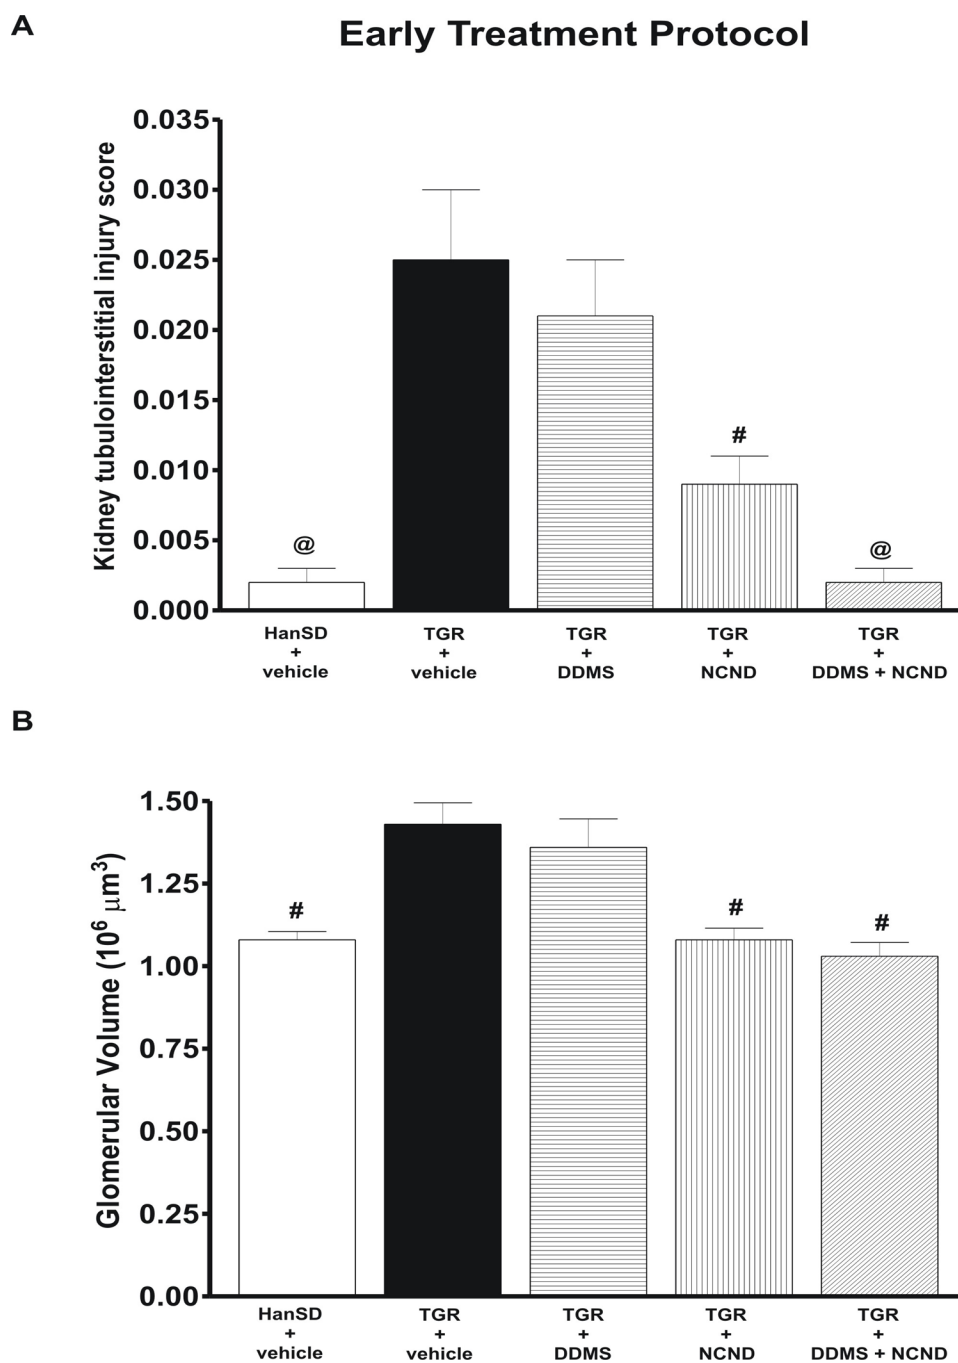 A
Early Treatment Protocol
Kidney tubulointerstitial injury score
0.035
0.030
0.025
0.020
0.015
0.010
0.005
0.000
@
#
@
HanSD
+
vehicle
TGR
+
vehicle
TGR
+
DDMS
TGR
+
NCND
TGR
+
DDMS + NCND
B
Glomerular Volume (10⁶ μm³)
1.50
1.25
1.00
0.75
0.50
0.25
0.00
#
#
#
HanSD
+
vehicle
TGR
+
vehicle
TGR
+
DDMS
TGR
+
NCND
TGR
+
DDMS + NCND